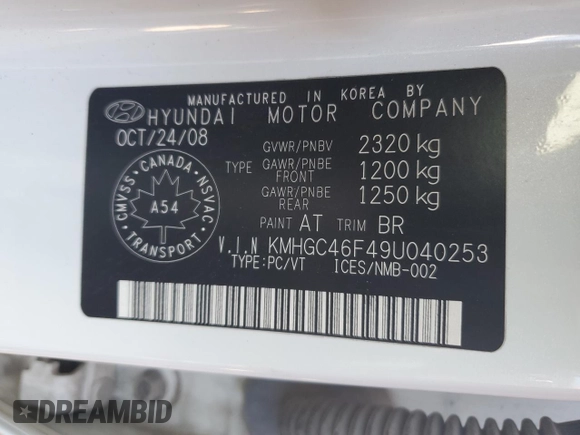 MANUFACTURED IN KOREA BY
HYUNDAI MOTOR COMPANY
OCT/24/08
GVWR/PNBV 2320 kg
TYPE GAWR/PNBE FRONT 1200 kg
GAWR/PNBE REAR 1250 kg
CANADA
CMVSS NSVAC
A54
TRANSPORT
PAINT AT TRIM BR
V.I.N KMHGC46F49U040253
TYPE:PC/VT ICES/NMB-002
DREAMBID